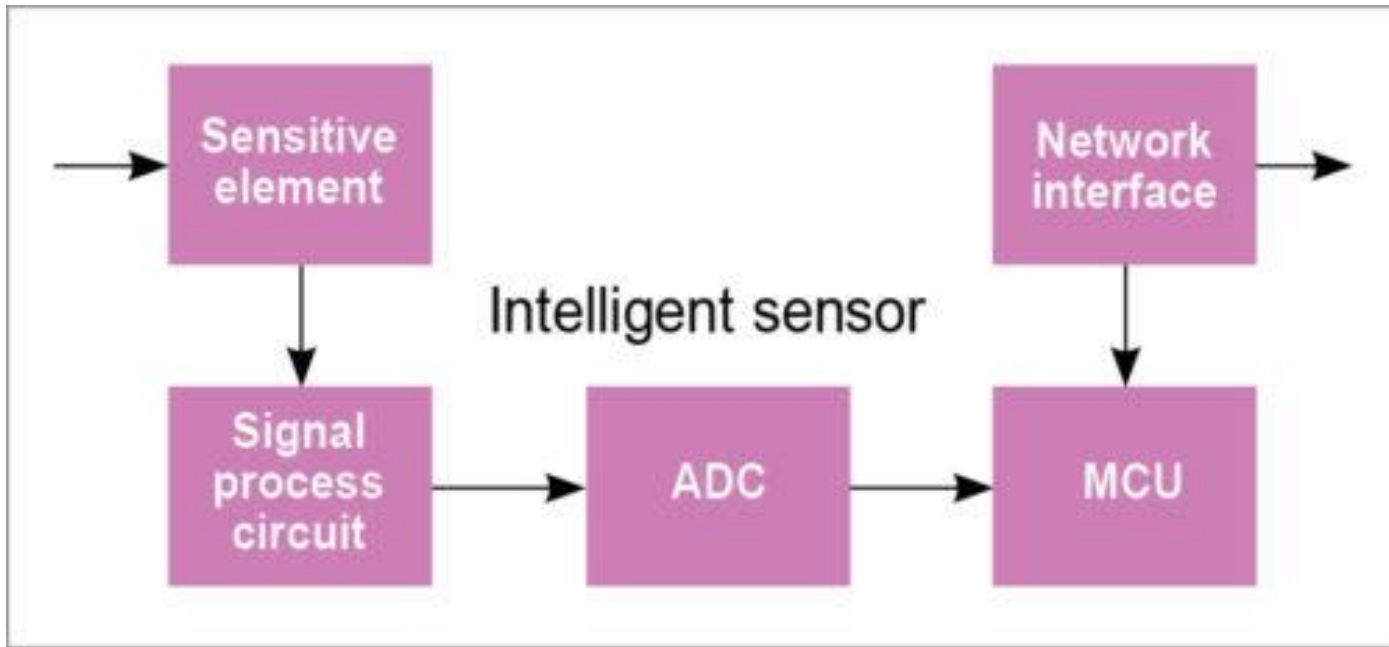 Sensitive
element
Network
interface
Intelligent sensor
Signal
process
circuit
ADC
MCU